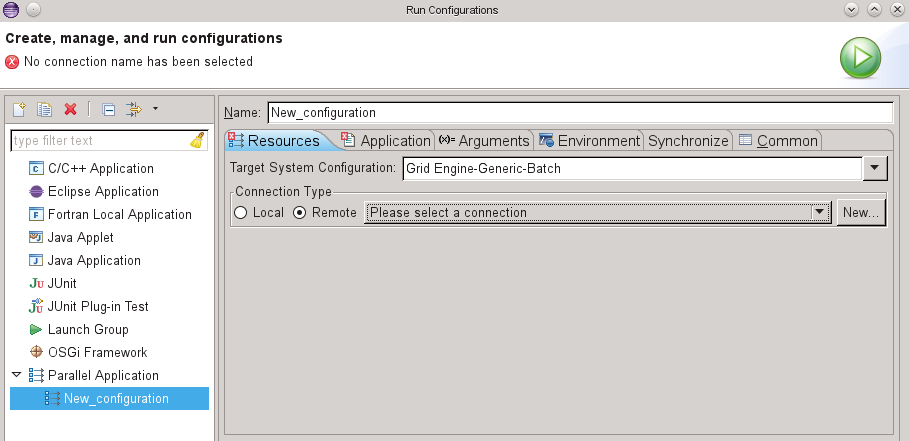 Run Configurations
Create, manage, and run configurations
No connection name has been selected
type filter text
C/C++ Application
Eclipse Application
Fortran Local Application
Java Applet
Java Application
JUnit
JUnit Plug-in Test
Launch Group
OSGi Framework
Parallel Application
New_configuration
Name: New_configuration
Resources Application (x)= Arguments Environment Synchronize Common
Target System Configuration: Grid Engine-Generic-Batch
Connection Type
Local Remote Please select a connection New...